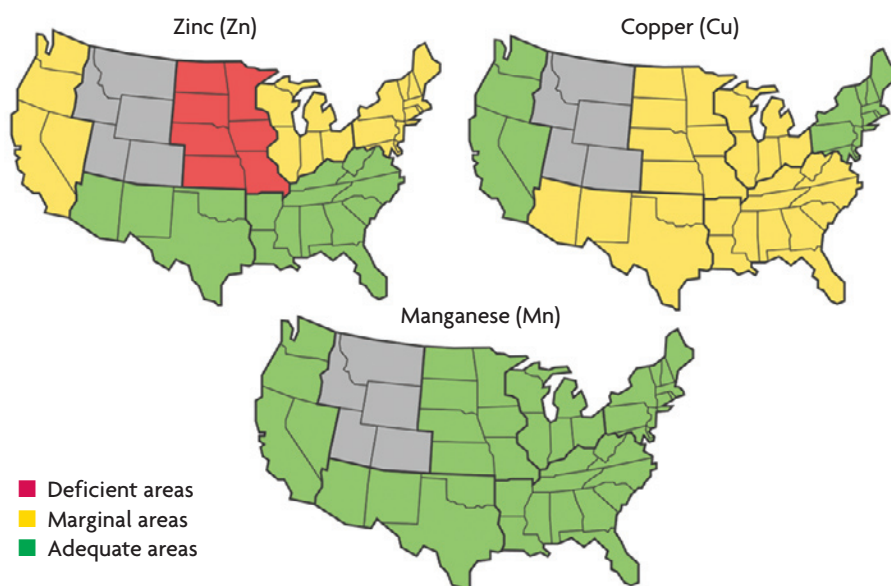 Zinc (Zn)
Copper (Cu)
Manganese (Mn)
Deficient areas
Marginal areas
Adequate areas